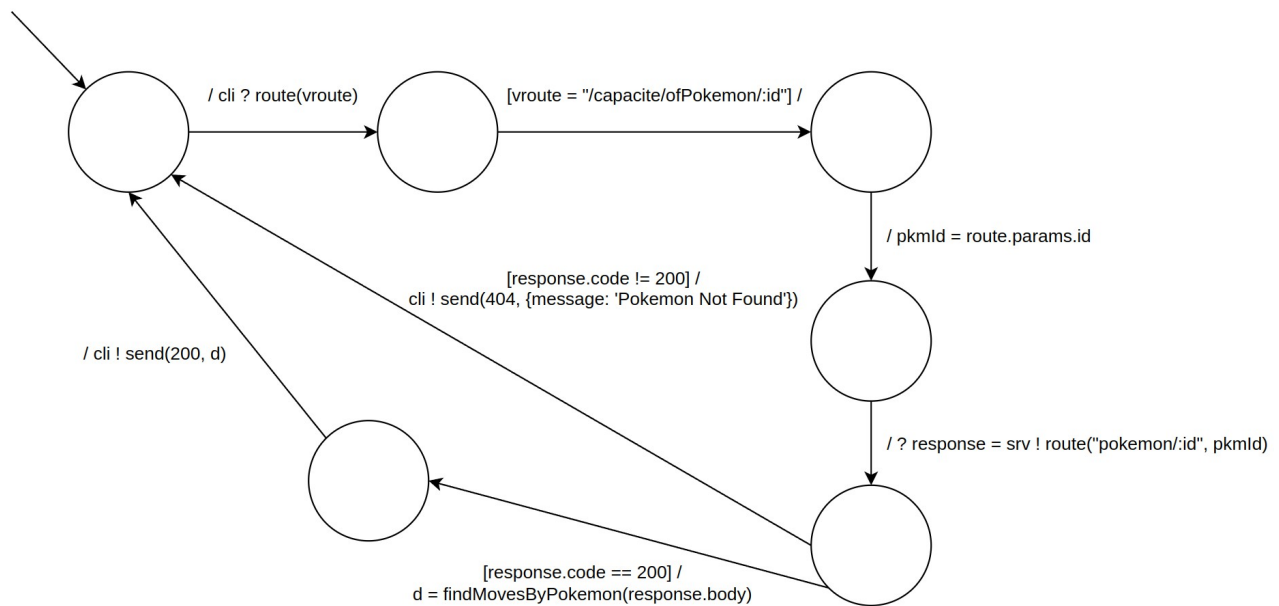 / cli ? route(vroute)
[vroute = "/capacite/ofPokemon/:id"] /
/ pkmId = route.params.id
[response.code != 200] /
cli ! send(404, {message: 'Pokemon Not Found'})
/ cli ! send(200, d)
/ ? response = srv ! route("pokemon/:id", pkmId)
[response.code == 200] /
d = findMovesByPokemon(response.body)